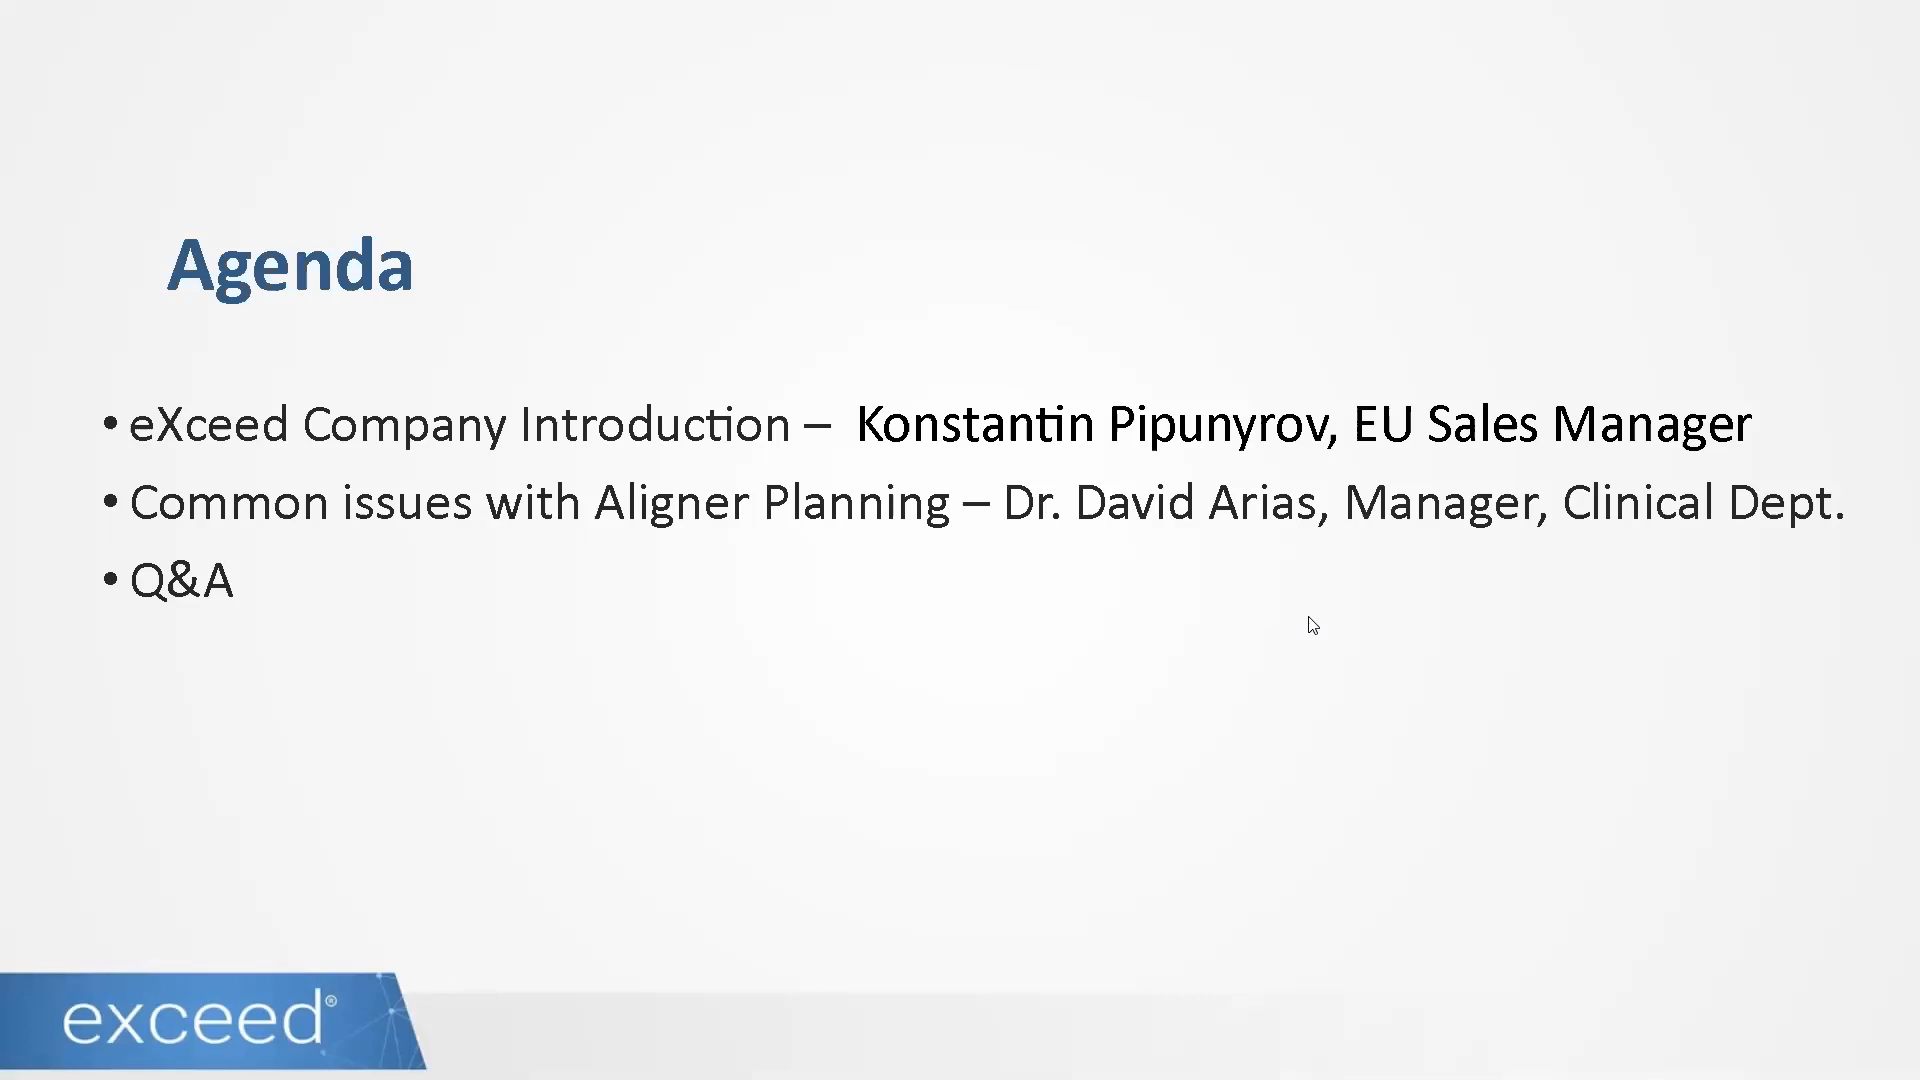 Agenda
• eXceed Company Introduction – Konstantin Pipunyrov, EU Sales Manager
• Common issues with Aligner Planning – Dr. David Arias, Manager, Clinical Dept.
• Q&A
exceed®